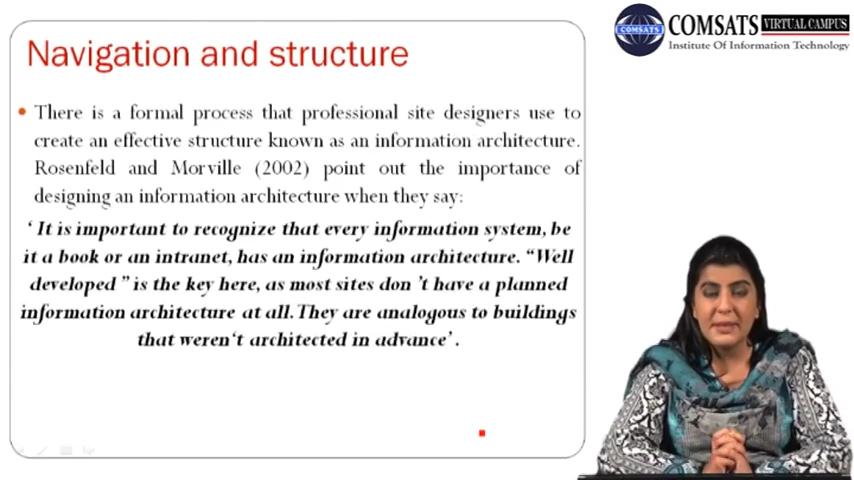 Navigation and structure
COMSATS VIRTUAL CAMPUS
COMSATS
Institute Of Information Technology
• There is a formal process that professional site designers use to
create an effective structure known as an information architecture.
Rosenfeld and Morville (2002) point out the importance of
designing an information architecture when they say:
‘ It is important to recognize that every information system, be
it a book or an intranet, has an information architecture. “Well
developed ” is the key here, as most sites don ’t have a planned
information architecture at all. They are analogous to buildings
that weren‘t architected in advance’ .